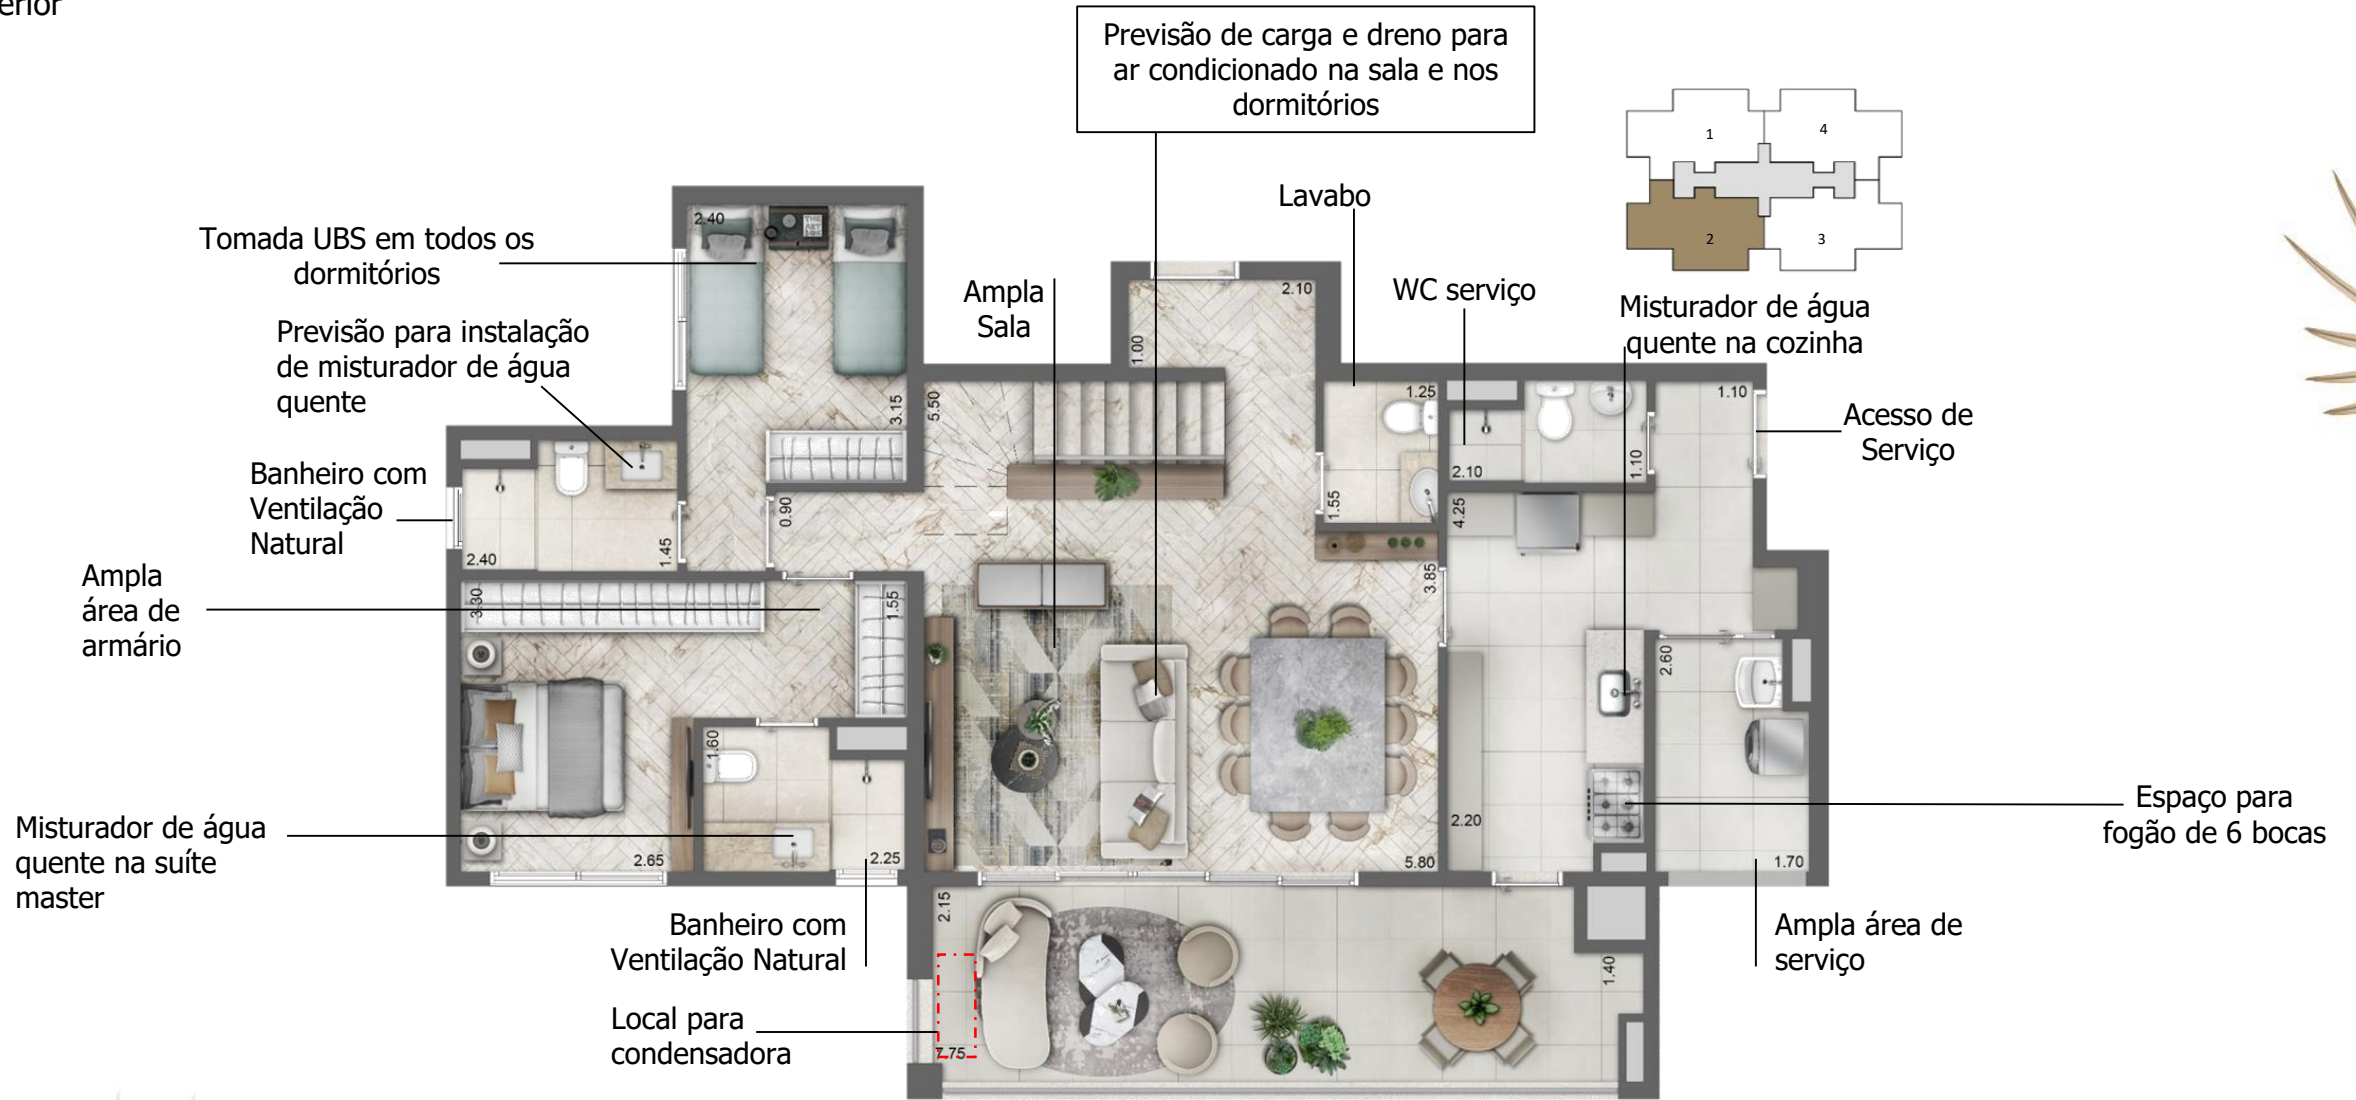 erior
Previsão de carga e dreno para
ar condicionado na sala e nos
dormitórios
1
4
2
3
Lavabo
Tomada UBS em todos os
dormitórios
2.40
Ampla
Sala
2.10
WC serviço
Misturador de água
quente na cozinha
Previsão para instalação
de misturador de água
quente
1.00
3.15
5.50
1.25
1.10
Acesso de
Serviço
Banheiro com
Ventilação
Natural
2.10
1.10
0.90
1.55
4.25
2.40
1.45
Ampla
área de
armário
3.30
1.55
3.85
2.60
1.60
Misturador de água
quente na suíte
master
2.65
2.25
5.80
2.20
1.70
Espaço para
fogão de 6 bocas
Banheiro com
Ventilação Natural
2.15
1.40
Ampla área de
serviço
Local para
condensadora
7.75